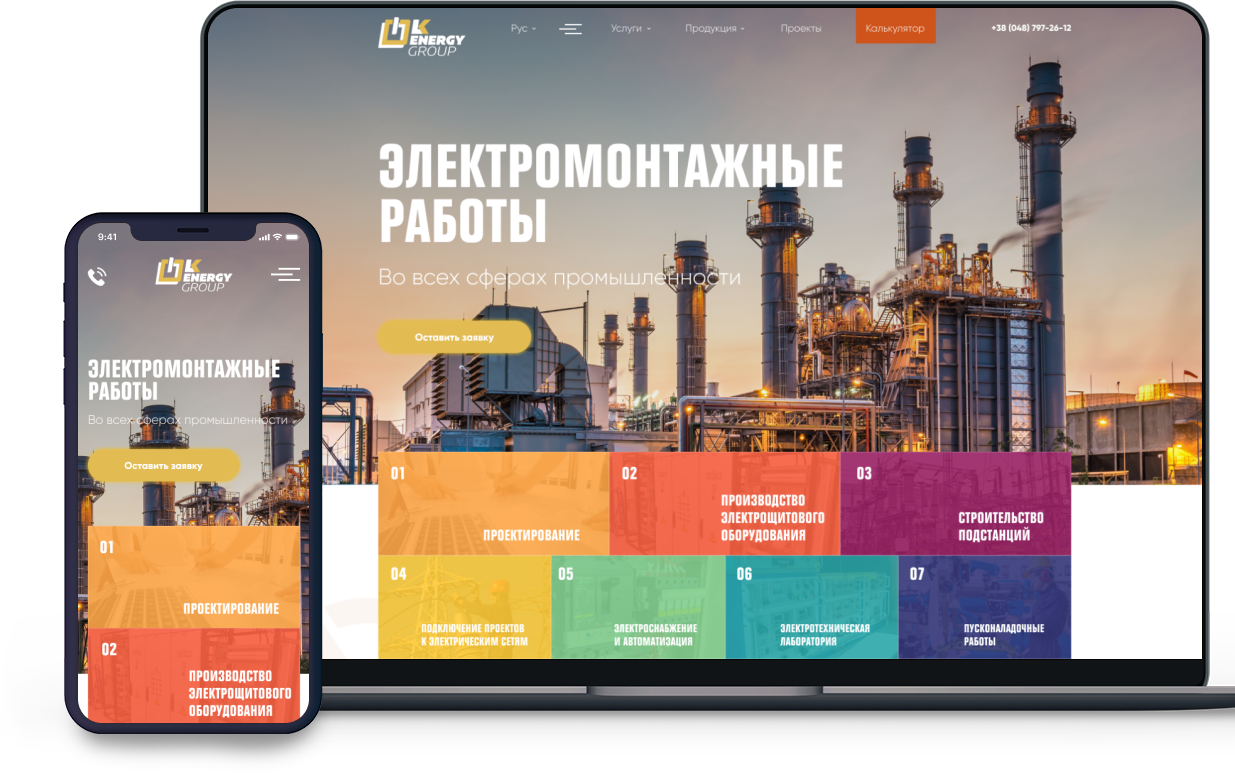 K
ENERGY
GROUP
Рус
Услуги
Продукция
Проекты
Калькулятор
+38 (048) 797-26-12
ЭЛЕКТРОМОНТАЖНЫЕ
РАБОТЫ
Во всех сферах промышленности
Оставить заявку
01
ПРОЕКТИРОВАНИЕ
02
ПРОИЗВОДСТВО
ЭЛЕКТРОЩИТОВОГО
ОБОРУДОВАНИЯ
03
СТРОИТЕЛЬСТВО
ПОДСТАНЦИЙ
04
ПОДКЛЮЧЕНИЕ ПРОЕКТОВ
К ЭЛЕКТРИЧЕСКИМ СЕТЯМ
05
ЭЛЕКТРОСНАБЖЕНИЕ
И АВТОМАТИЗАЦИЯ
06
ЭЛЕКТРОТЕХНИЧЕСКАЯ
ЛАБОРАТОРИЯ
07
ПУСКОНАЛАДОЧНЫЕ
РАБОТЫ
9:41
K
ENERGY
GROUP
ЭЛЕКТРОМОНТАЖНЫЕ
РАБОТЫ
Во всех сферах промышленности
Оставить заявку
01
ПРОЕКТИРОВАНИЕ
02
ПРОИЗВОДСТВО
ЭЛЕКТРОЩИТОВОГО
ОБОРУДОВАНИЯ